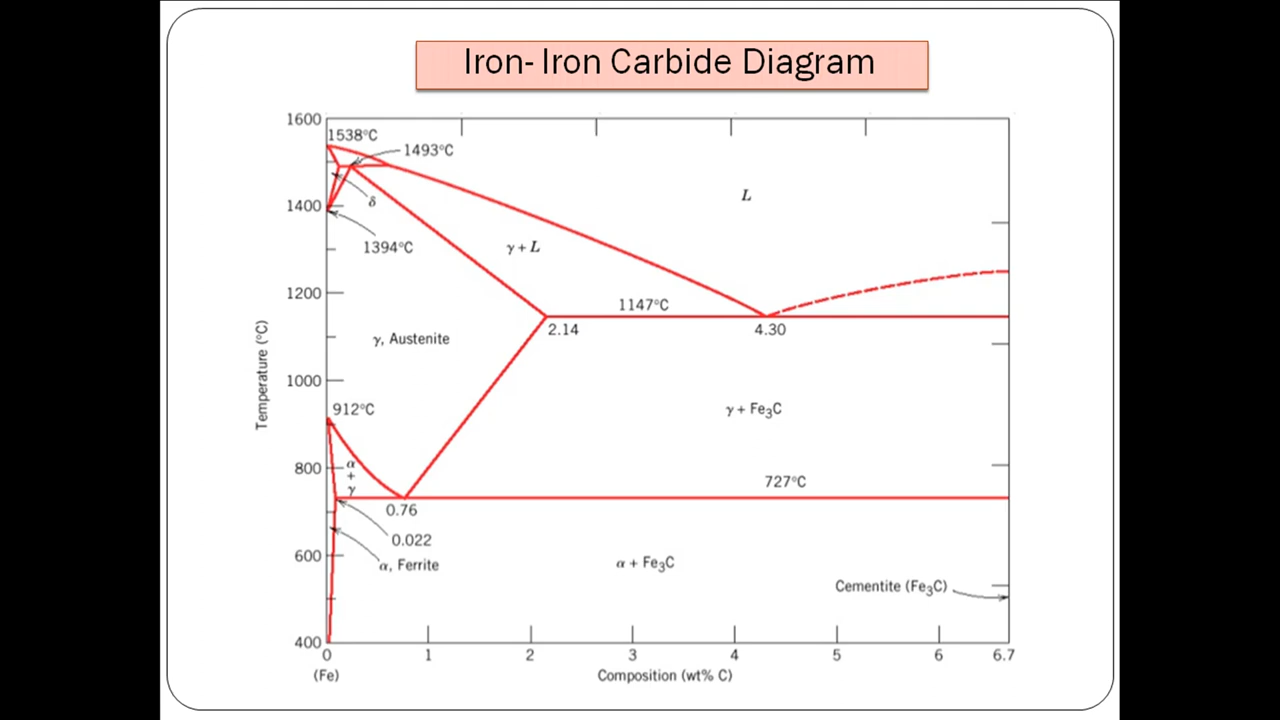 Iron- Iron Carbide Diagram
1600
1538°C
1493°C
L
δ
1400
1394°C
γ + L
1200
1147°C
2.14
4.30
γ, Austenite
Temperature (°C)
1000
γ + Fe₃C
912°C
800
α
+
γ
727°C
0.76
0.022
600
α, Ferrite
α + Fe₃C
Cementite (Fe₃C)
400
0 1 2 3 4 5 6 6.7
(Fe)
Composition (wt% C)